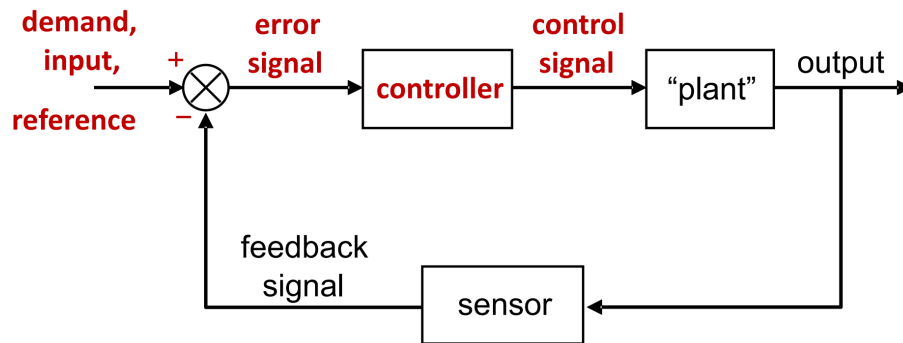 demand,
input,
reference
+
−
error
signal
controller
control
signal
“plant”
output
feedback
signal
sensor